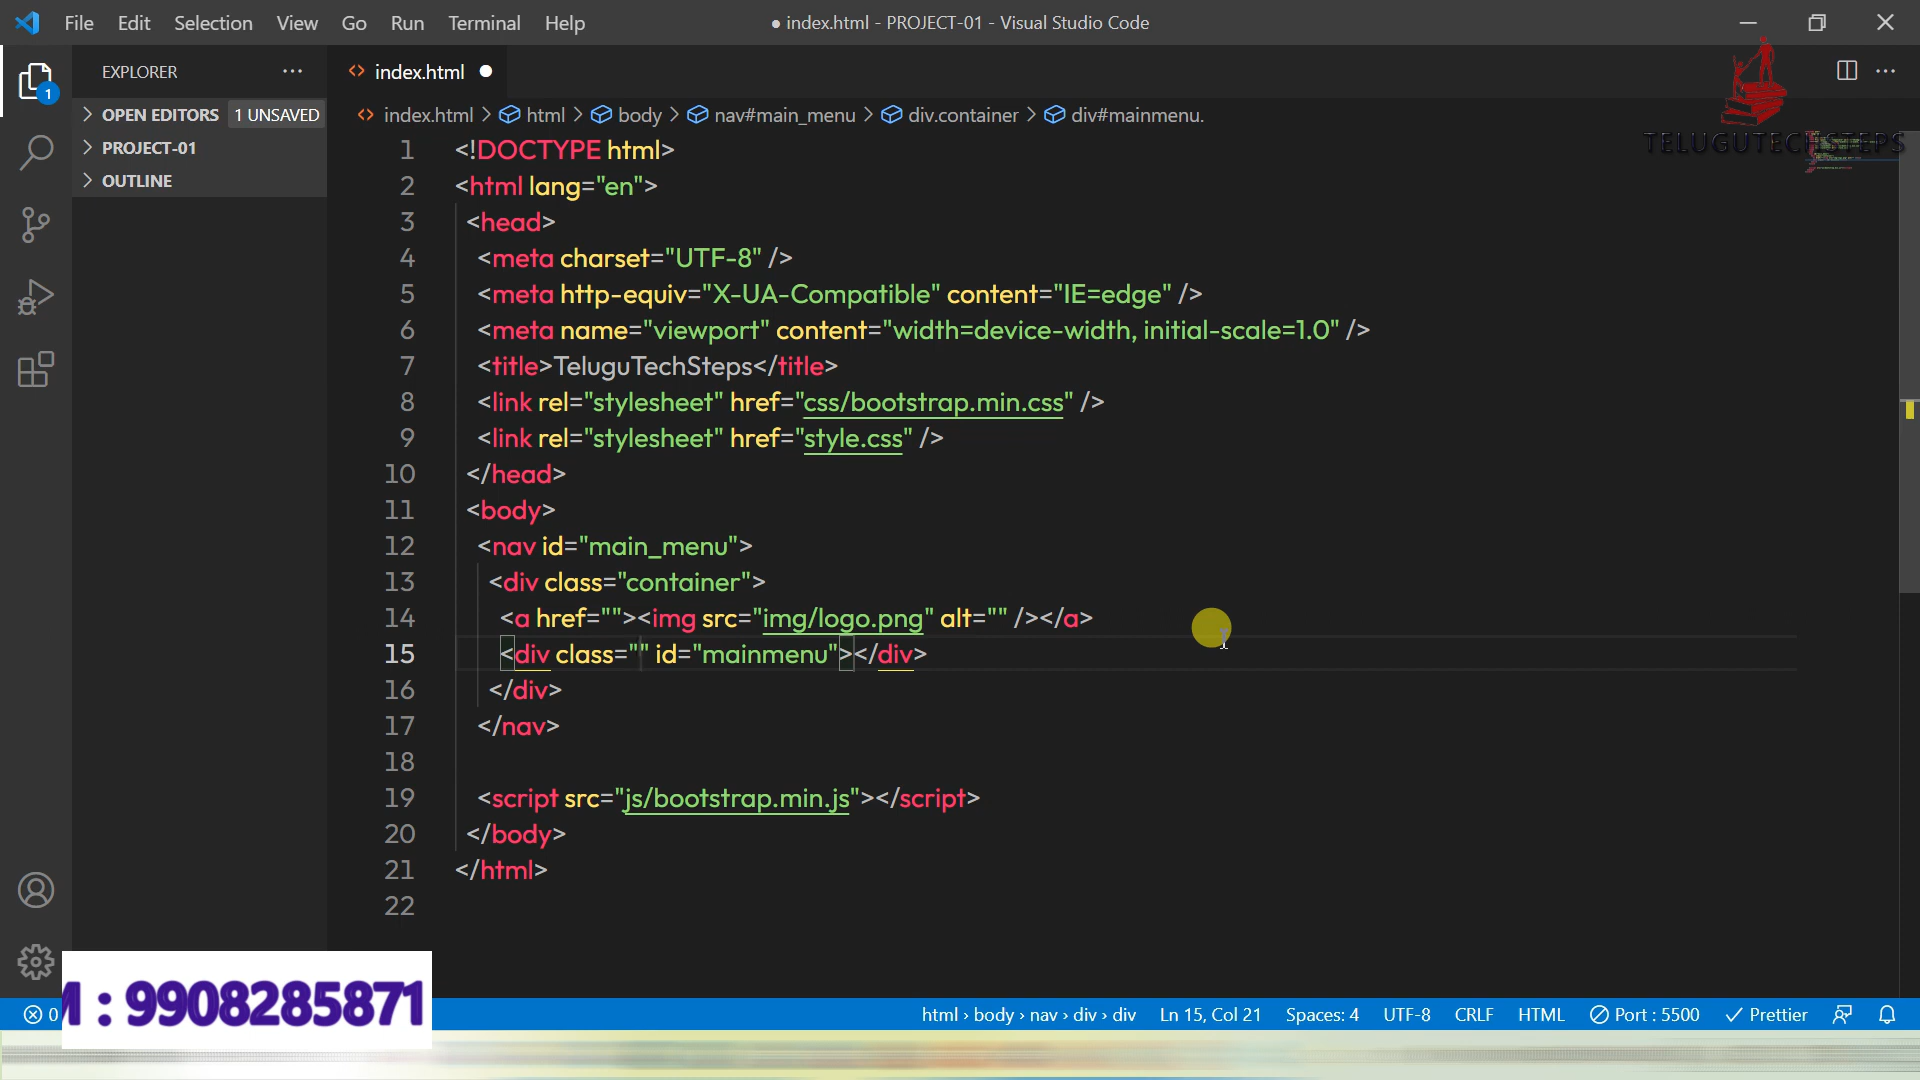 File Edit Selection View Go Run Terminal Help
● index.html - PROJECT-01 - Visual Studio Code
EXPLORER ···
index.html
1
OPEN EDITORS 1 UNSAVED
PROJECT-01
OUTLINE
index.html > html > body > nav#main_menu > div.container > div#mainmenu.
TELUGUTECHSTEPS
1 <!DOCTYPE html>
2 <html lang="en">
3 <head>
4 <meta charset="UTF-8" />
5 <meta http-equiv="X-UA-Compatible" content="IE=edge" />
6 <meta name="viewport" content="width=device-width, initial-scale=1.0" />
7 <title>TeluguTechSteps</title>
8 <link rel="stylesheet" href="css/bootstrap.min.css" />
9 <link rel="stylesheet" href="style.css" />
10 </head>
11 <body>
12 <nav id="main_menu">
13 <div class="container">
14 <a href=""><img src="img/logo.png" alt="" /></a>
15 <div class="" id="mainmenu"></div>
16 </div>
17 </nav>
18
19 <script src="js/bootstrap.min.js"></script>
20 </body>
21 </html>
22
: 9908285871
0
html › body › nav › div › div Ln 15, Col 21 Spaces: 4 UTF-8 CRLF HTML Port : 5500 Prettier